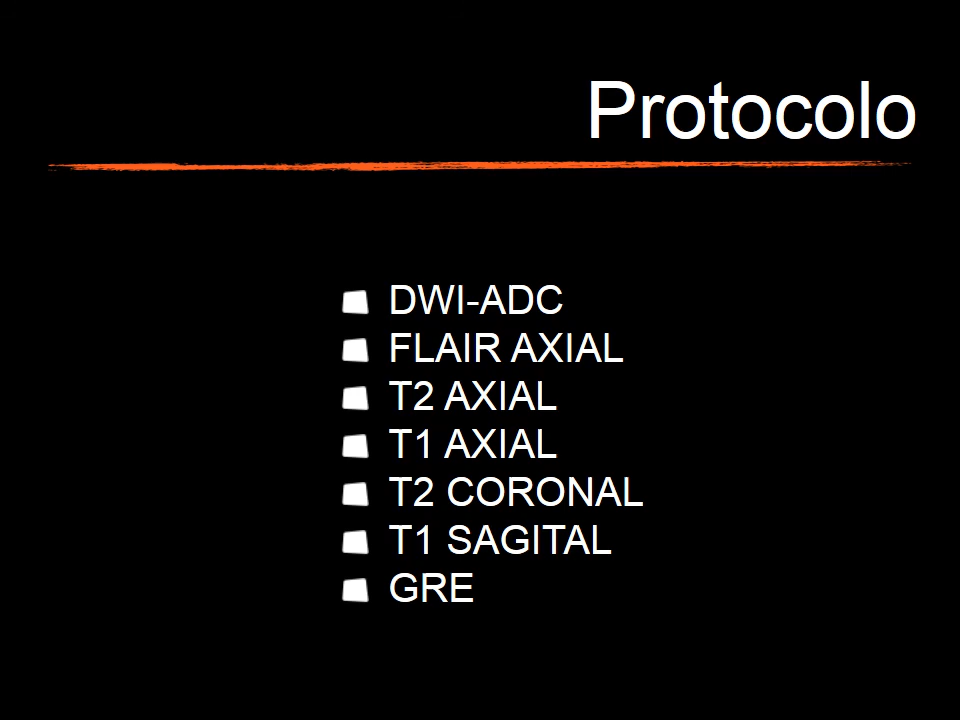 Protocolo
DWI-ADC
FLAIR AXIAL
T2 AXIAL
T1 AXIAL
T2 CORONAL
T1 SAGITAL
GRE